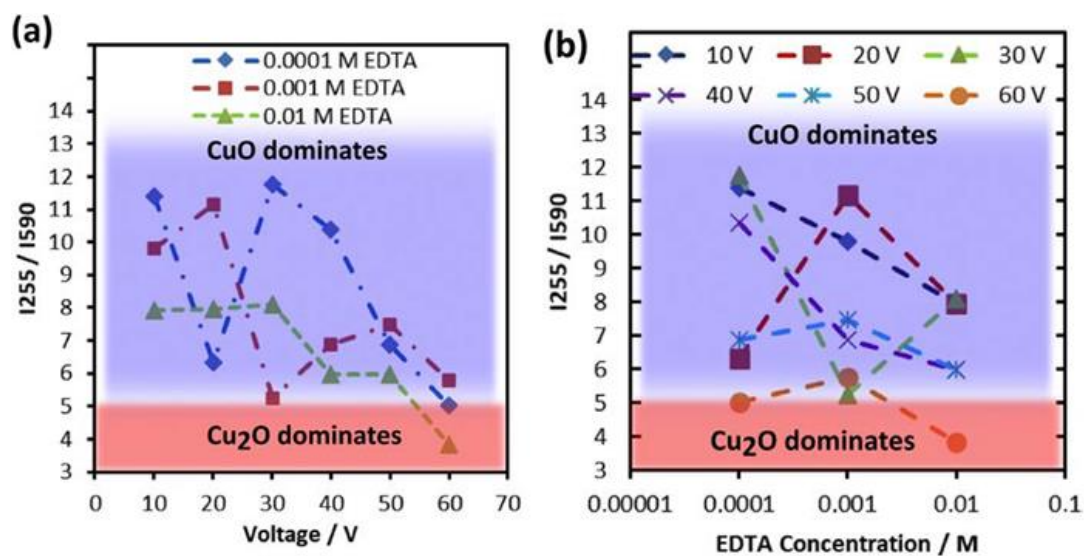 (a)
0.0001 M EDTA
0.001 M EDTA
0.01 M EDTA
14
13
12
11
10
9
8
7
6
5
4
3
CuO dominates
Cu2O dominates
I255 / I590
0 10 20 30 40 50 60 70
Voltage / V
(b)
10 V 20 V 30 V
40 V 50 V 60 V
14
13
12
11
10
9
8
7
6
5
4
3
CuO dominates
Cu2O dominates
I255 / I590
0.00001 0.0001 0.001 0.01 0.1
EDTA Concentration / M